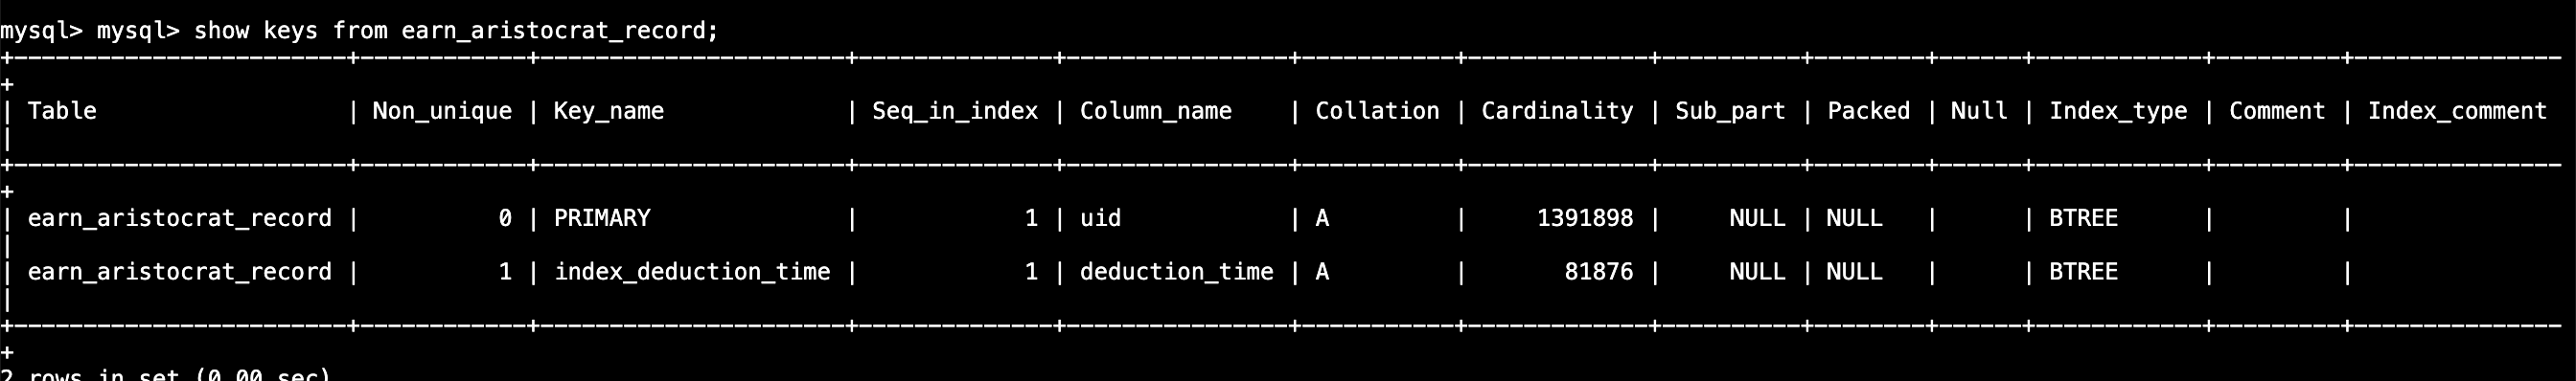 mysql> mysql> show keys from earn_aristocrat_record;
+------------------------+------------+----------------------+--------------+----------------+-----------+-------------+----------+--------+------+------------+---------+---------------
+
| Table                  | Non_unique | Key_name             | Seq_in_index | Column_name    | Collation | Cardinality | Sub_part | Packed | Null | Index_type | Comment | Index_comment
|
+------------------------+------------+----------------------+--------------+----------------+-----------+-------------+----------+--------+------+------------+---------+---------------
+
| earn_aristocrat_record |          0 | PRIMARY              |            1 | uid            | A         |     1391898 |     NULL | NULL   |      | BTREE      |         |
|
| earn_aristocrat_record |          1 | index_deduction_time |            1 | deduction_time | A         |       81876 |     NULL | NULL   |      | BTREE      |         |
|
+------------------------+------------+----------------------+--------------+----------------+-----------+-------------+----------+--------+------+------------+---------+---------------
+
2 rows in set (0.00 sec)